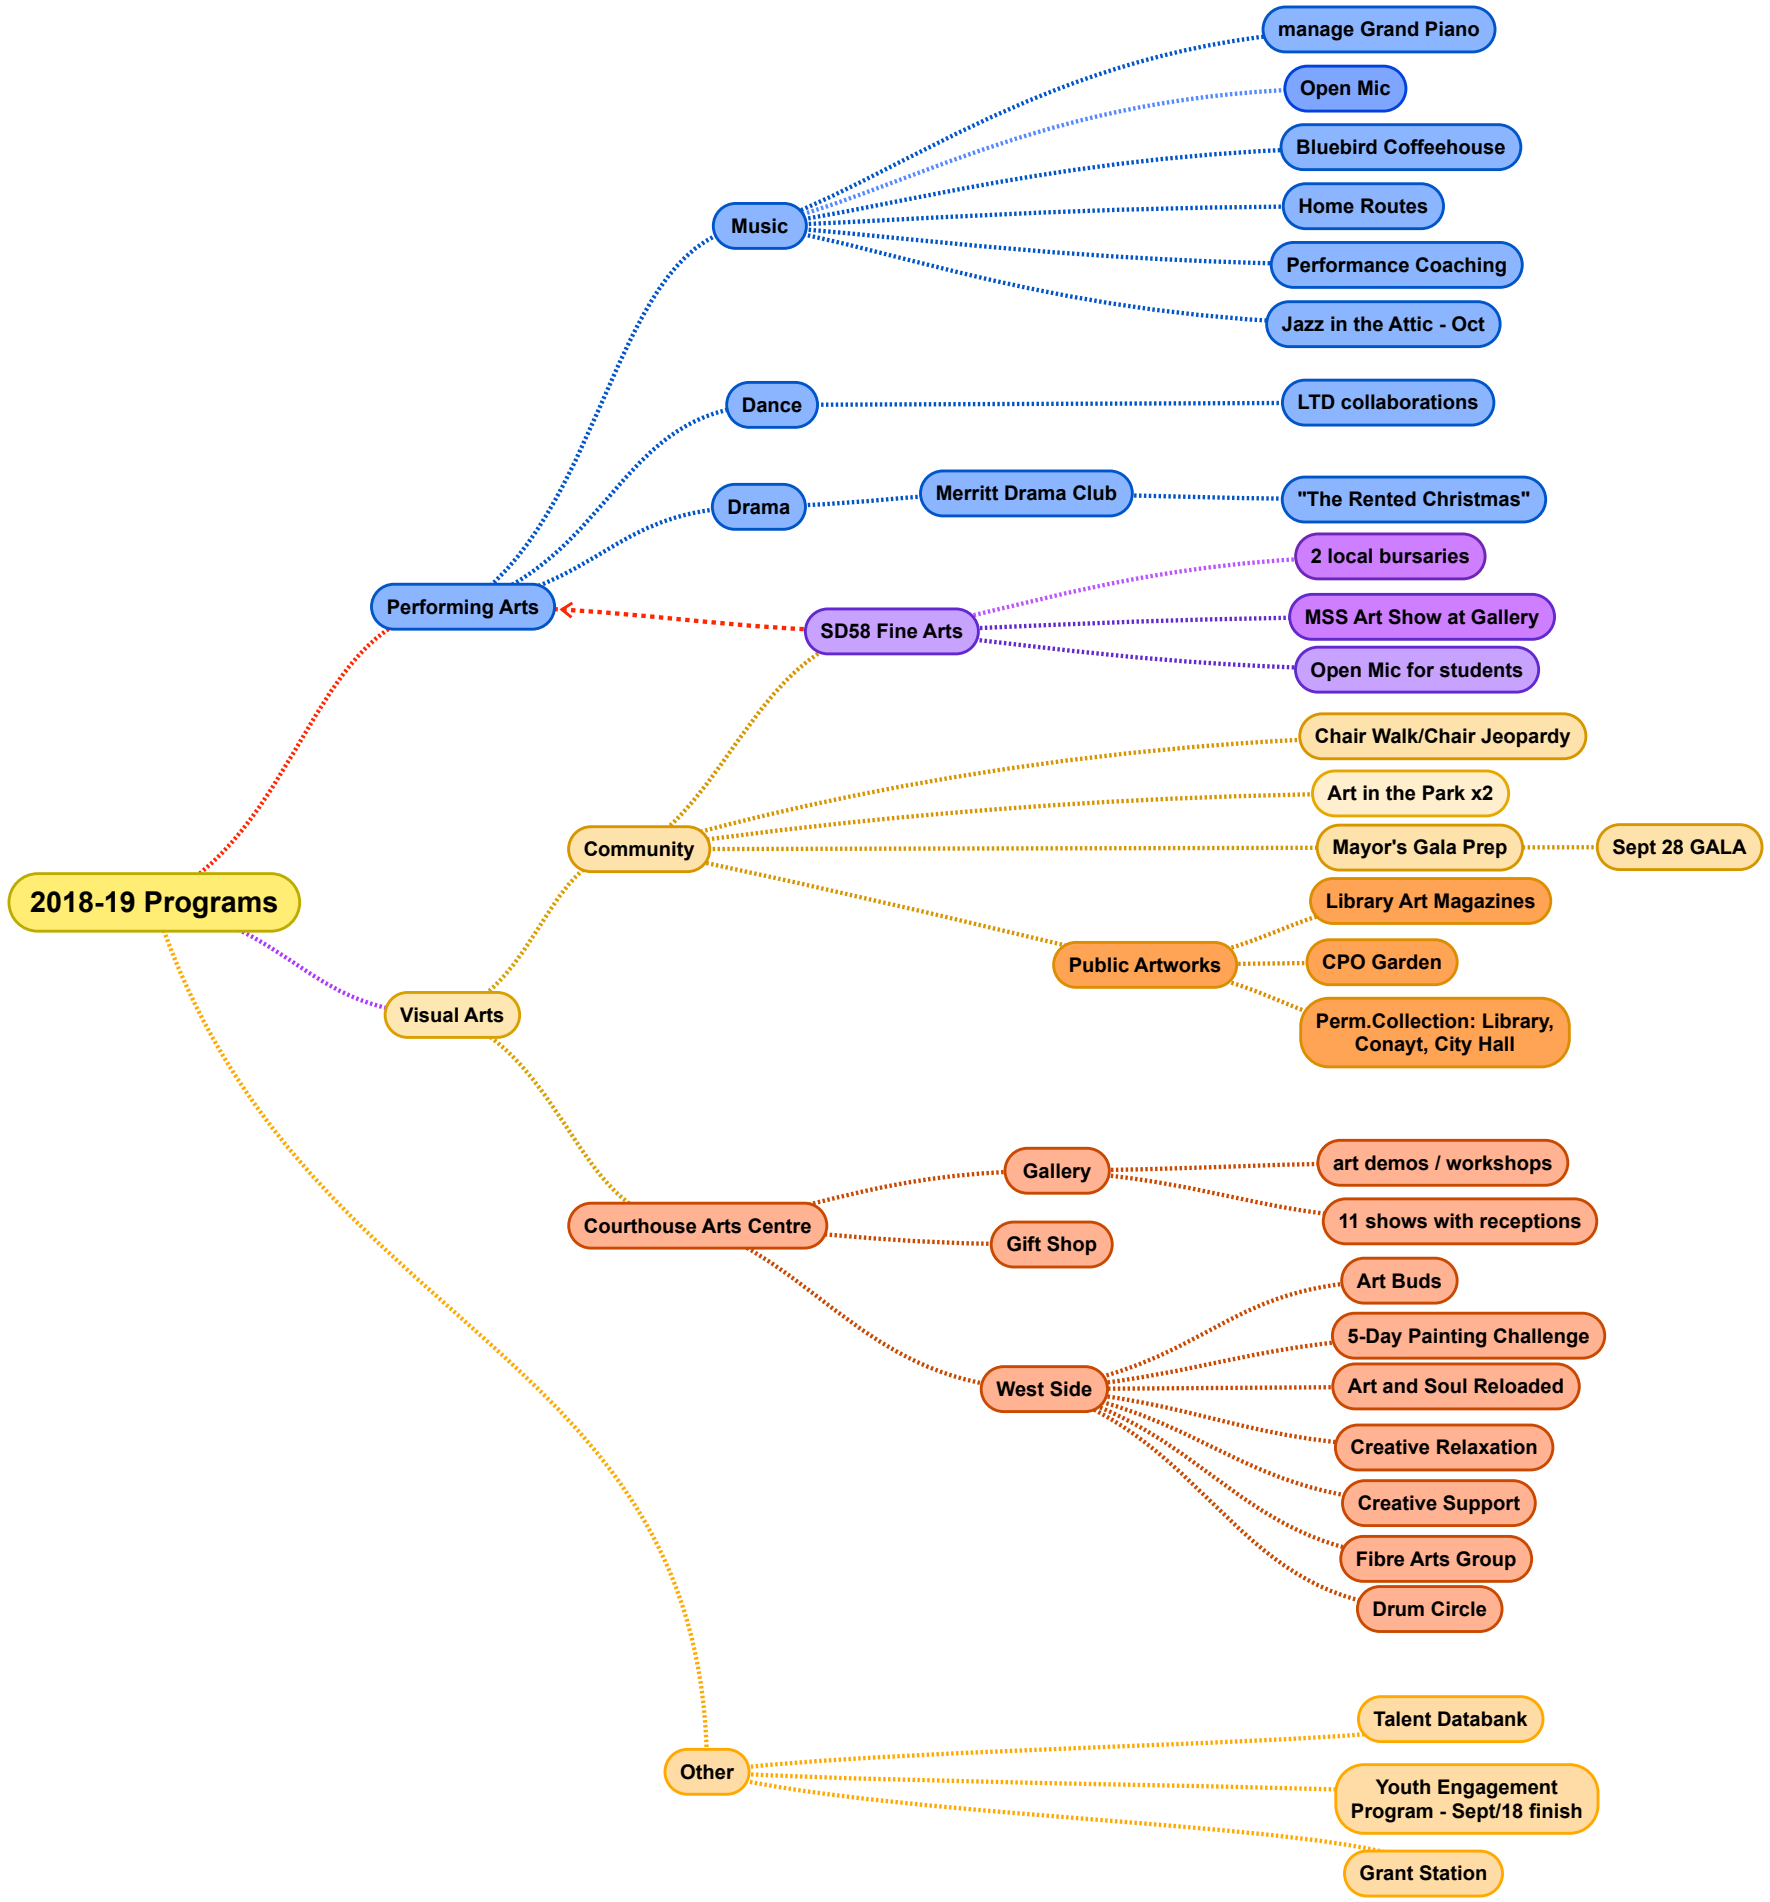 manage Grand Piano
Open Mic
Bluebird Coffeehouse
Home Routes
Music
Performance Coaching
Jazz in the Attic - Oct
Dance
LTD collaborations
Drama
Merritt Drama Club
"The Rented Christmas"
2 local bursaries
Performing Arts
SD58 Fine Arts
MSS Art Show at Gallery
Open Mic for students
Chair Walk/Chair Jeopardy
Art in the Park x2
Community
Mayor's Gala Prep
Sept 28 GALA
2018-19 Programs
Library Art Magazines
Public Artworks
CPO Garden
Visual Arts
Perm.Collection: Library,
Conayt, City Hall
Gallery
art demos / workshops
11 shows with receptions
Courthouse Arts Centre
Gift Shop
Art Buds
5-Day Painting Challenge
West Side
Art and Soul Reloaded
Creative Relaxation
Creative Support
Fibre Arts Group
Drum Circle
Talent Databank
Other
Youth Engagement
Program - Sept/18 finish
Grant Station